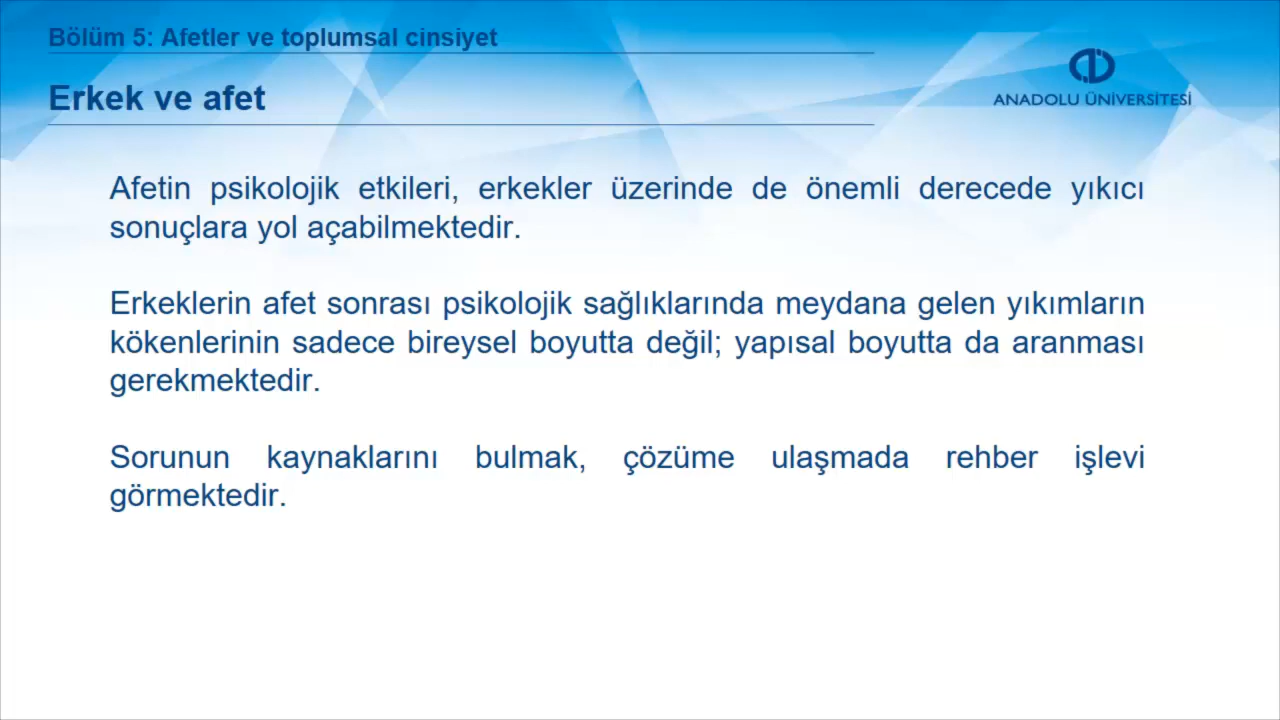 Bölüm 5: Afetler ve toplumsal cinsiyet
Erkek ve afet
ANADOLU ÜNİVERSİTESİ
Afetin psikolojik etkileri, erkekler üzerinde de önemli derecede yıkıcı
sonuçlara yol açabilmektedir.
Erkeklerin afet sonrası psikolojik sağlıklarında meydana gelen yıkımların
kökenlerinin sadece bireysel boyutta değil; yapısal boyutta da aranması
gerekmektedir.
Sorunun kaynaklarını bulmak, çözüme ulaşmada rehber işlevi
görmektedir.